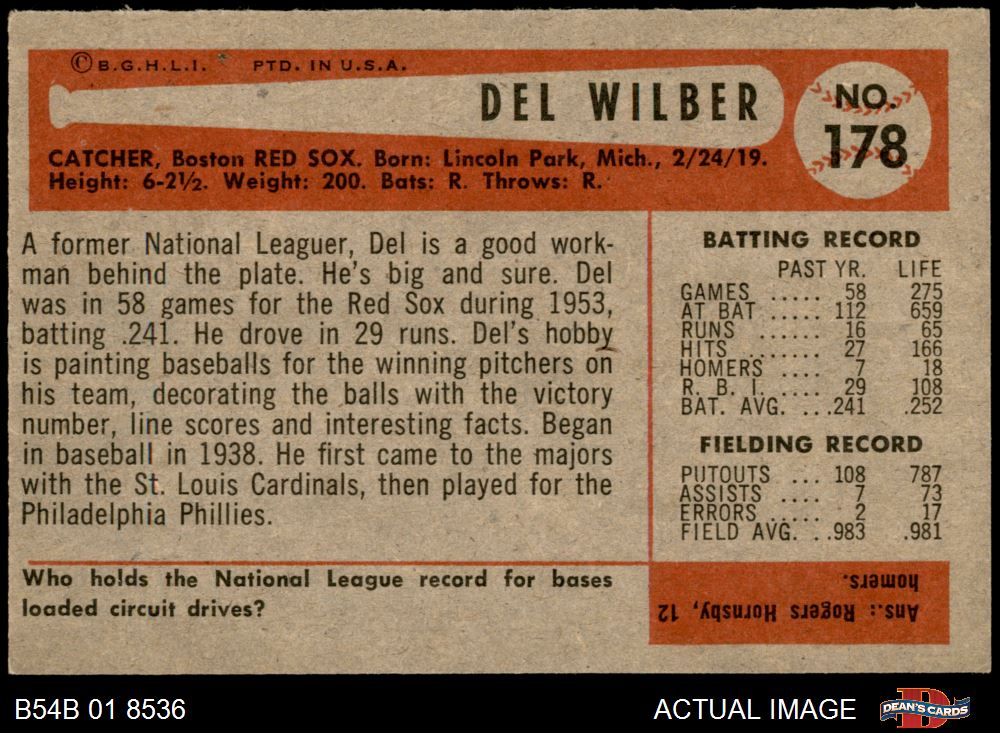 © B.G.H.L.I. PTD. IN U.S.A.
DEL WILBER
NO.
178
CATCHER, Boston RED SOX. Born: Lincoln Park, Mich., 2/24/19.
Height: 6-2½. Weight: 200. Bats: R. Throws: R.
A former National Leaguer, Del is a good work-
man behind the plate. He's big and sure. Del
was in 58 games for the Red Sox during 1953,
batting .241. He drove in 29 runs. Del's hobby
is painting baseballs for the winning pitchers on
his team, decorating the balls with the victory
number, line scores and interesting facts. Began
in baseball in 1938. He first came to the majors
with the St. Louis Cardinals, then played for the
Philadelphia Phillies.
BATTING RECORD
PAST YR. LIFE
GAMES ..... 58 275
AT BAT ..... 112 659
RUNS ...... 16 65
HITS ....... 27 166
HOMERS .... 7 18
R. B. I. .... 29 108
BAT. AVG. ...241 .252
FIELDING RECORD
PUTOUTS .... 108 787
ASSISTS .... 7 73
ERRORS ..... 2 17
FIELD AVG. ..983 .981
Who holds the National League record for bases
loaded circuit drives?
Ans.: Rogers Hornsby, 12
homers.
B54B 01 8536
ACTUAL IMAGE
D
DEAN'S CARDS